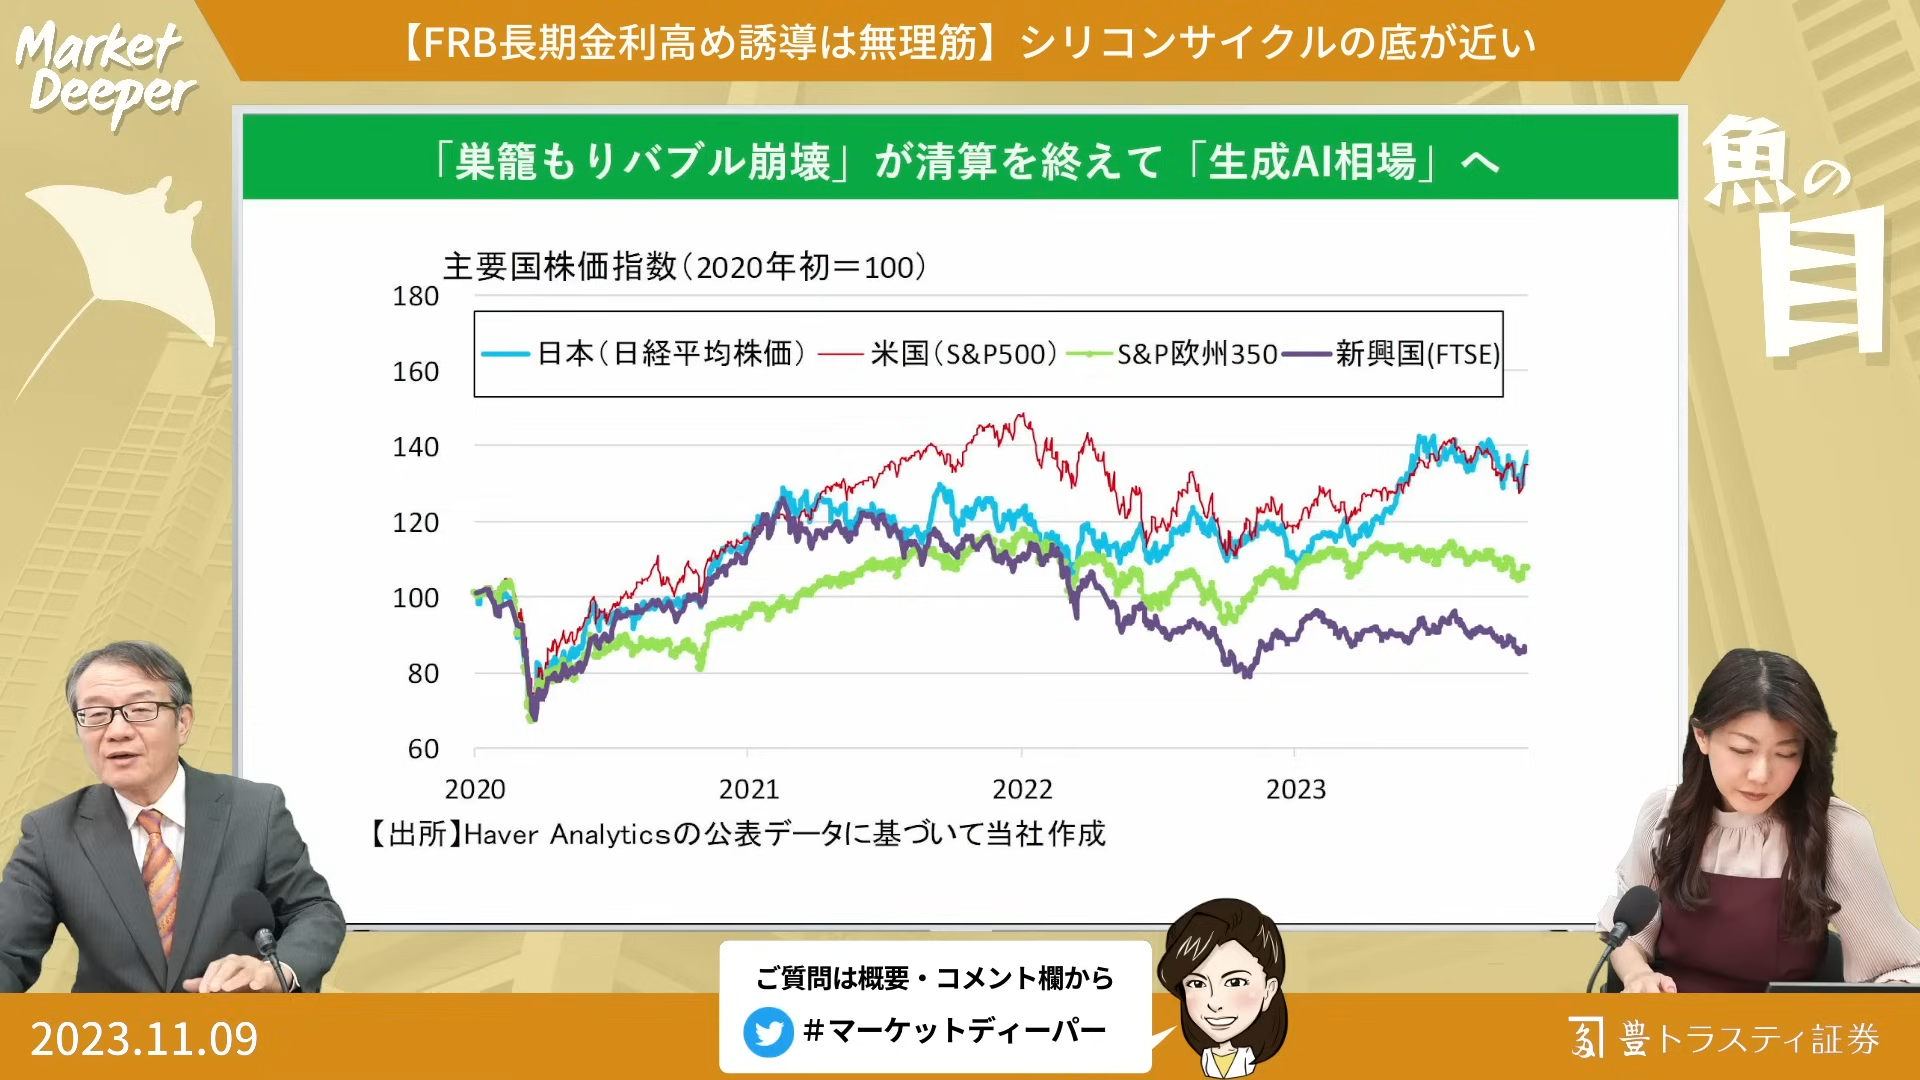 Market
Deeper
【FRB長期金利高め誘導は無理筋】シリコンサイクルの底が近い
魚の
目
「巣籠もりバブル崩壊」が清算を終えて「生成AI相場」へ
主要国株価指数(2020年初=100)
180
160
140
120
100
80
60
日本(日経平均株価) 米国(S&P500) S&P欧州350 新興国(FTSE)
2020 2021 2022 2023
【出所】Haver Analyticsの公表データに基づいて当社作成
ご質問は概要・コメント欄から
#マーケットディーパー
2023.11.09
豊トラスティ証券